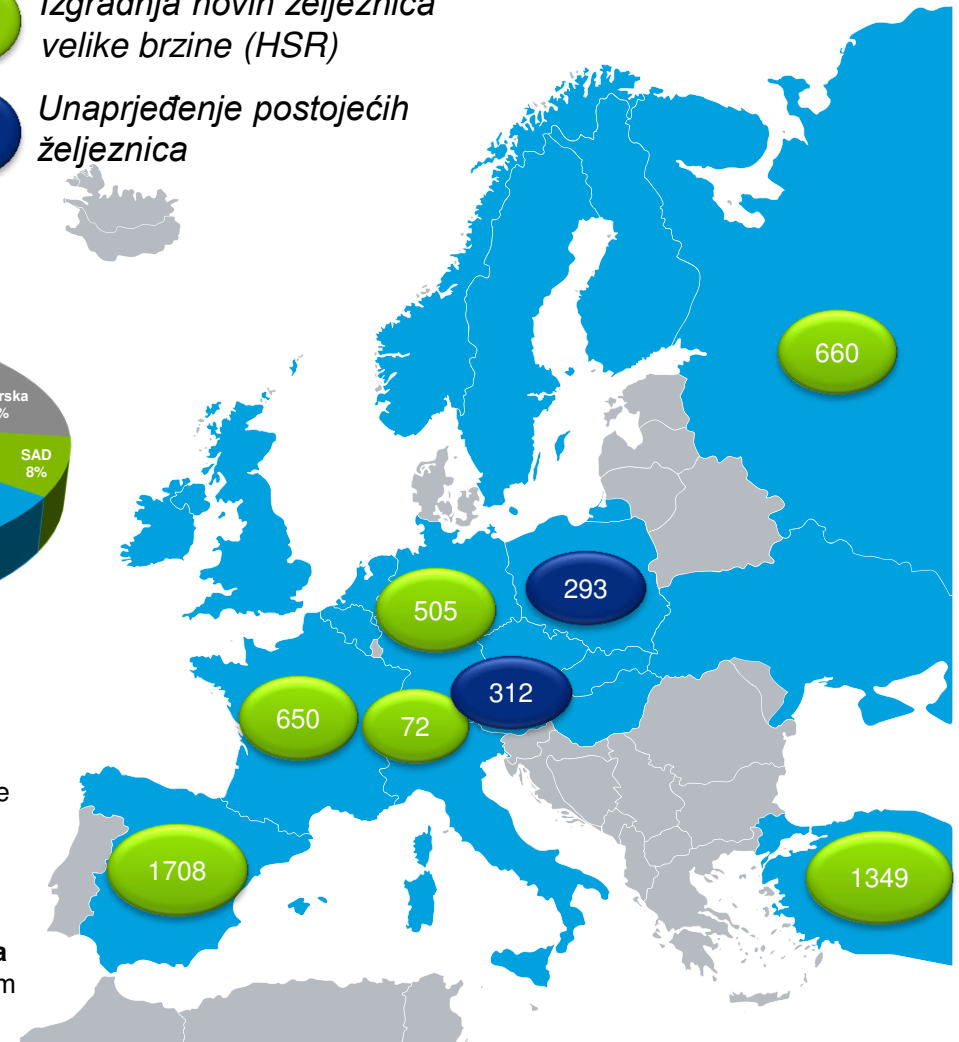 Izgradnja novih željeznica
velike brzine (HSR)
Unaprjeđenje postojećih
željeznica
660
SAD
8%
293
505
312
650
72
1708
1349